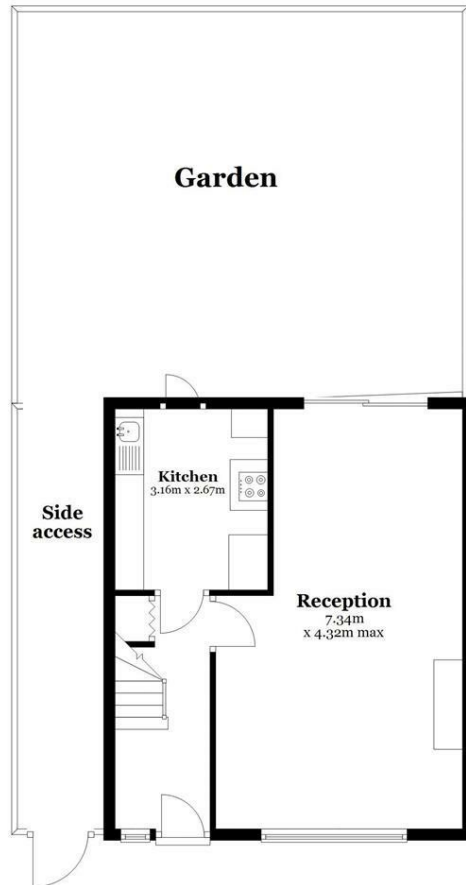 Garden
Kitchen
3.16m x 2.67m
Side
access
Reception
7.34m
x 4.32m max